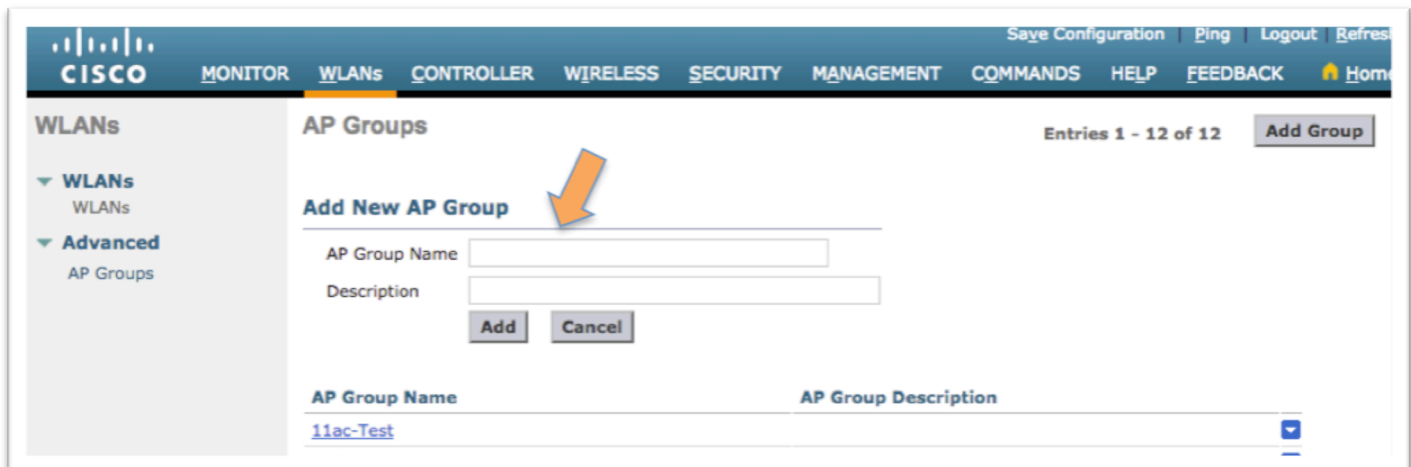 Save Configuration | Ping | Logout | Refres
CISCO MONITOR WLANs CONTROLLER WIRELESS SECURITY MANAGEMENT COMMANDS HELP FEEDBACK Home
WLANs
WLANs
WLANs
Advanced
AP Groups
AP Groups
Entries 1 - 12 of 12
Add Group
Add New AP Group
AP Group Name
Description
Add Cancel
AP Group Name AP Group Description
11ac-Test